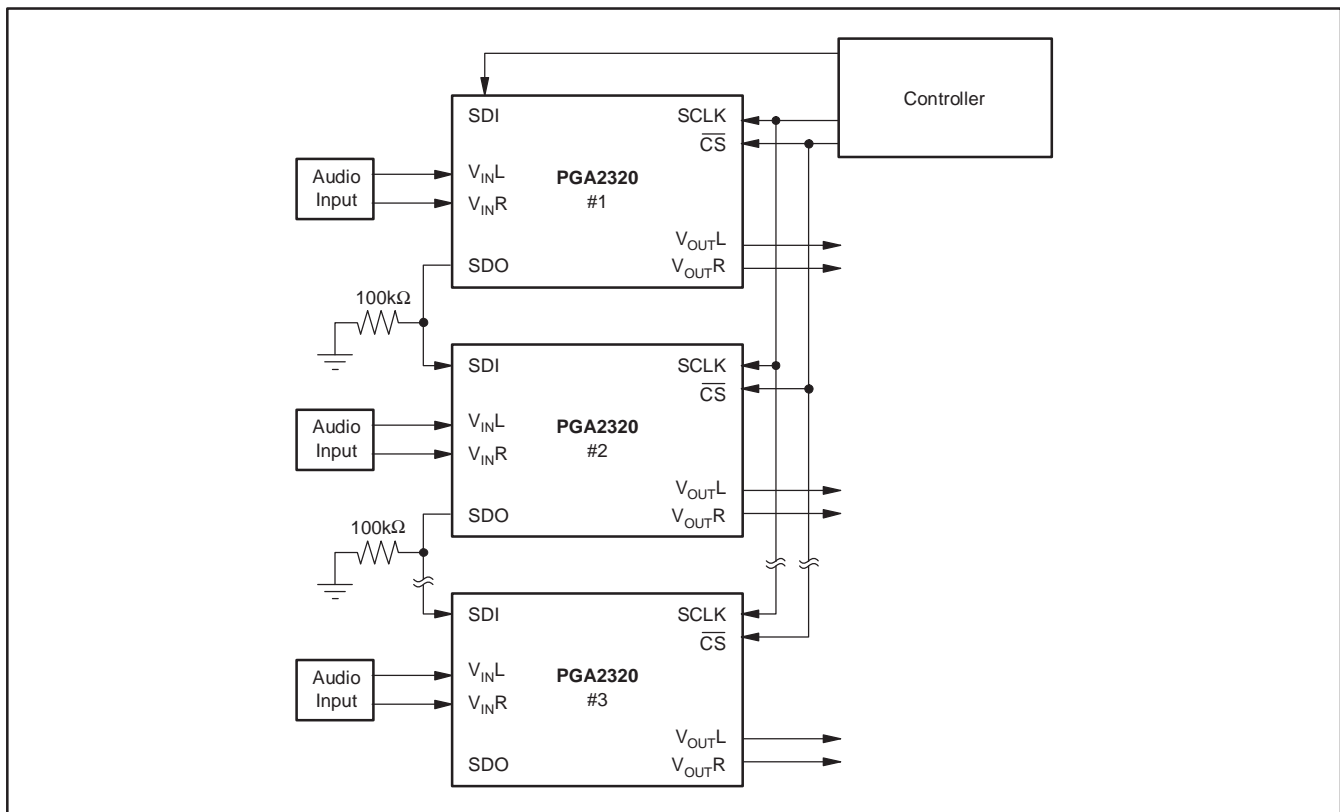 Controller
SDI
SCLK
CS
Audio
Input
VINL
VINR
PGA2320
#1
VOUTL
VOUTR
SDO
100kΩ
SDI
SCLK
CS
Audio
Input
VINL
VINR
PGA2320
#2
VOUTL
VOUTR
SDO
100kΩ
SDI
SCLK
CS
Audio
Input
VINL
VINR
PGA2320
#3
VOUTL
VOUTR
SDO